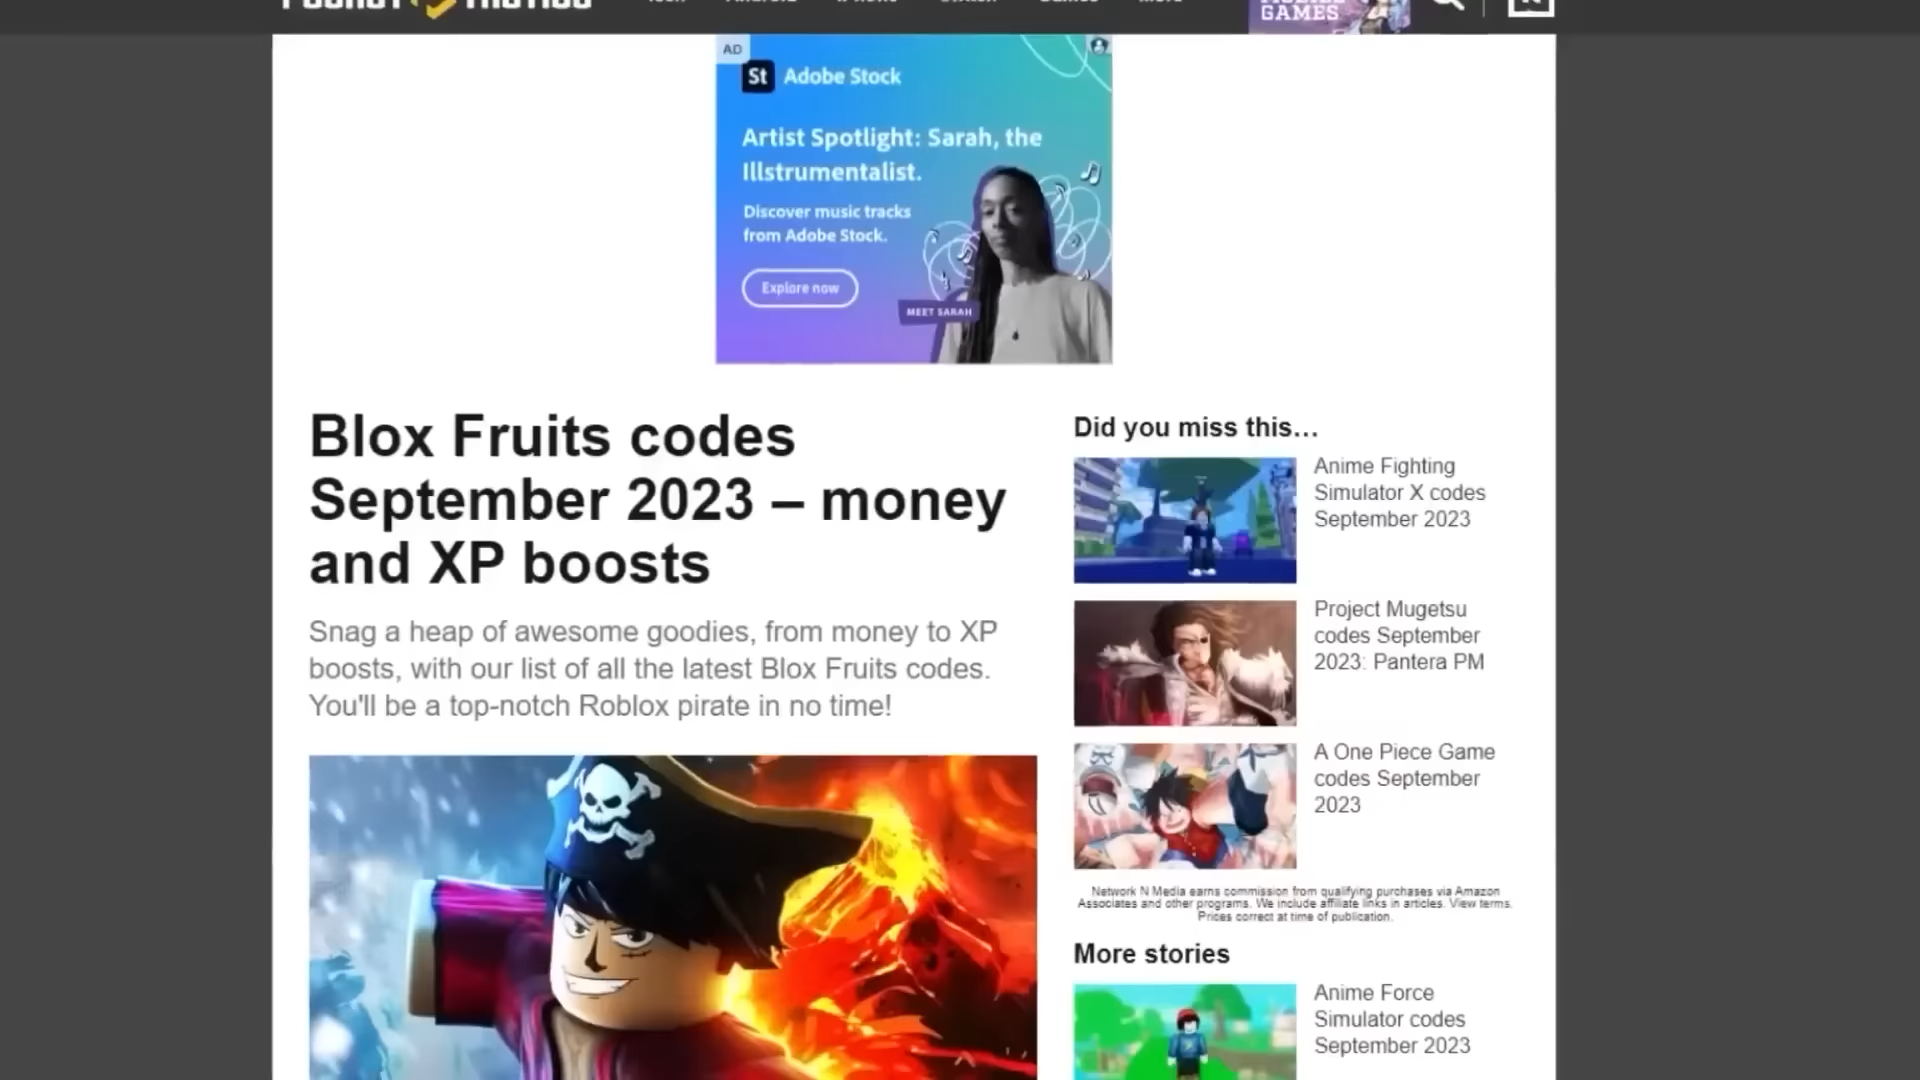 MOBILE
GAMES
AD
St Adobe Stock
Artist Spotlight: Sarah, the
Illstrumentalist.
Discover music tracks
from Adobe Stock.
Explore now
MEET SARAH
Blox Fruits codes
September 2023 – money
and XP boosts
Snag a heap of awesome goodies, from money to XP
boosts, with our list of all the latest Blox Fruits codes.
You'll be a top-notch Roblox pirate in no time!
Did you miss this...
Anime Fighting
Simulator X codes
September 2023
Project Mugetsu
codes September
2023: Pantera PM
A One Piece Game
codes September
2023
Network N Media earns commission from qualifying purchases via Amazon
Associates and other programs. We include affiliate links in articles. View terms.
Prices correct at time of publication.
More stories
Anime Force
Simulator codes
September 2023